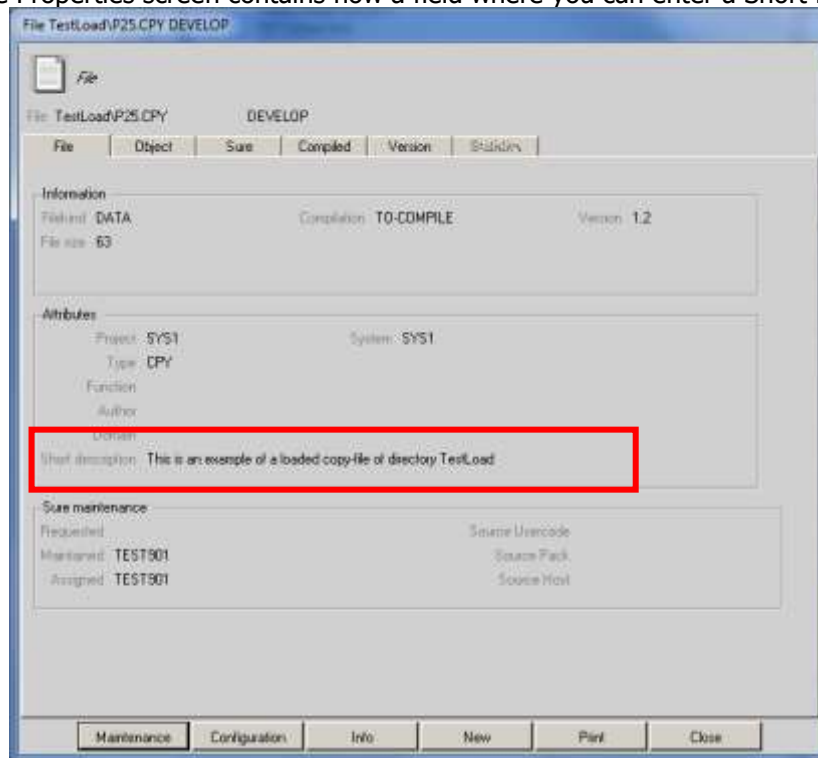 e Properties screen contains now a field where you can enter a Short
File TestLoad\P25.CPY DEVELOP
File
File TestLoad\P25.CPY DEVELOP
File Object Sure Compiled Version Statistics
Information
Filekind DATA Compilation TO-COMPILE Version 1.2
File size 63
Attributes
Project SYS1 System SYS1
Type CPY
Function
Author
Domain
Short description This is an example of a loaded copy-file of directory TestLoad
Sure maintenance
Requested Source Usercode
Maintained TEST901 Source Pack
Assigned TEST901 Source Host
Maintenance Configuration Info New Print Close